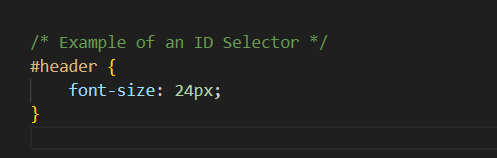 /* Example of an ID Selector */
#header {
    font-size: 24px;
}